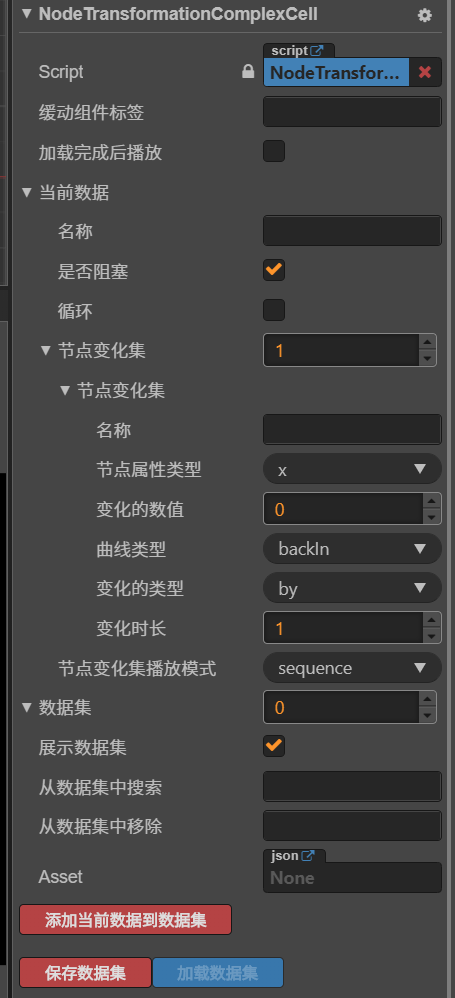 NodeTransformationComplexCell
script
Script NodeTransfor...
缓动组件标签
加载完成后播放
当前数据
名称
是否阻塞
循环
节点变化集 1
节点变化集
名称
节点属性类型 x
变化的数值 0
曲线类型 backIn
变化的类型 by
变化时长 1
节点变化集播放模式 sequence
数据集 0
展示数据集
从数据集中搜索
从数据集中移除
json
Asset None
添加当前数据到数据集
保存数据集 加载数据集